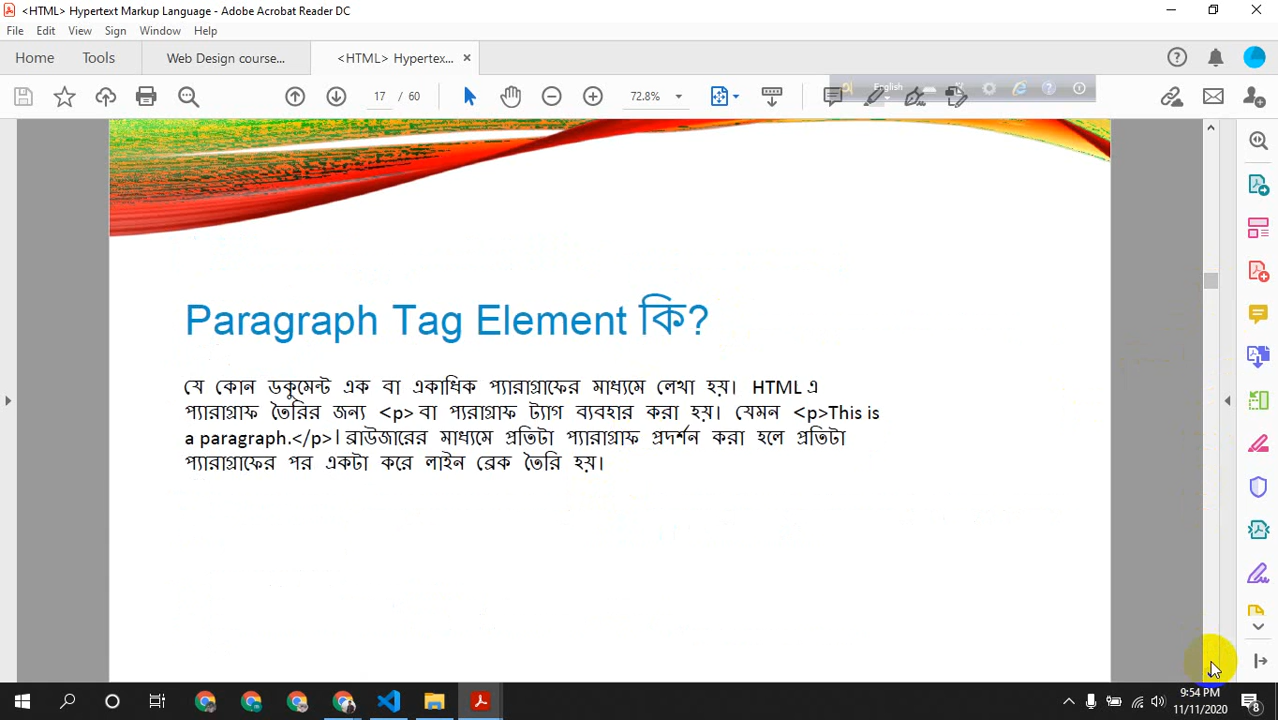 <HTML> Hypertext Markup Language - Adobe Acrobat Reader DC
File Edit View Sign Window Help
Home Tools Web Design course... <HTML> Hypertex...
17 / 60 72.8% English
Paragraph Tag Element কি?
যে কোন ডকুমেন্ট এক বা একাধিক প্যারাগ্রাফের মাধ্যমে লেখা হয়। HTML এ
প্যারাগ্রাফ তৈরির জন্য <p> বা প্যরাগ্রাফ ট্যাগ ব্যবহার করা হয়। যেমন <p>This is
a paragraph.</p>। ব্রাউজারের মাধ্যমে প্রতিটা প্যারাগ্রাফ প্রদর্শন করা হলে প্রতিটা
প্যারাগ্রাফের পর একটা করে লাইন ব্রেক তৈরি হয়।
9:54 PM
11/11/2020 8